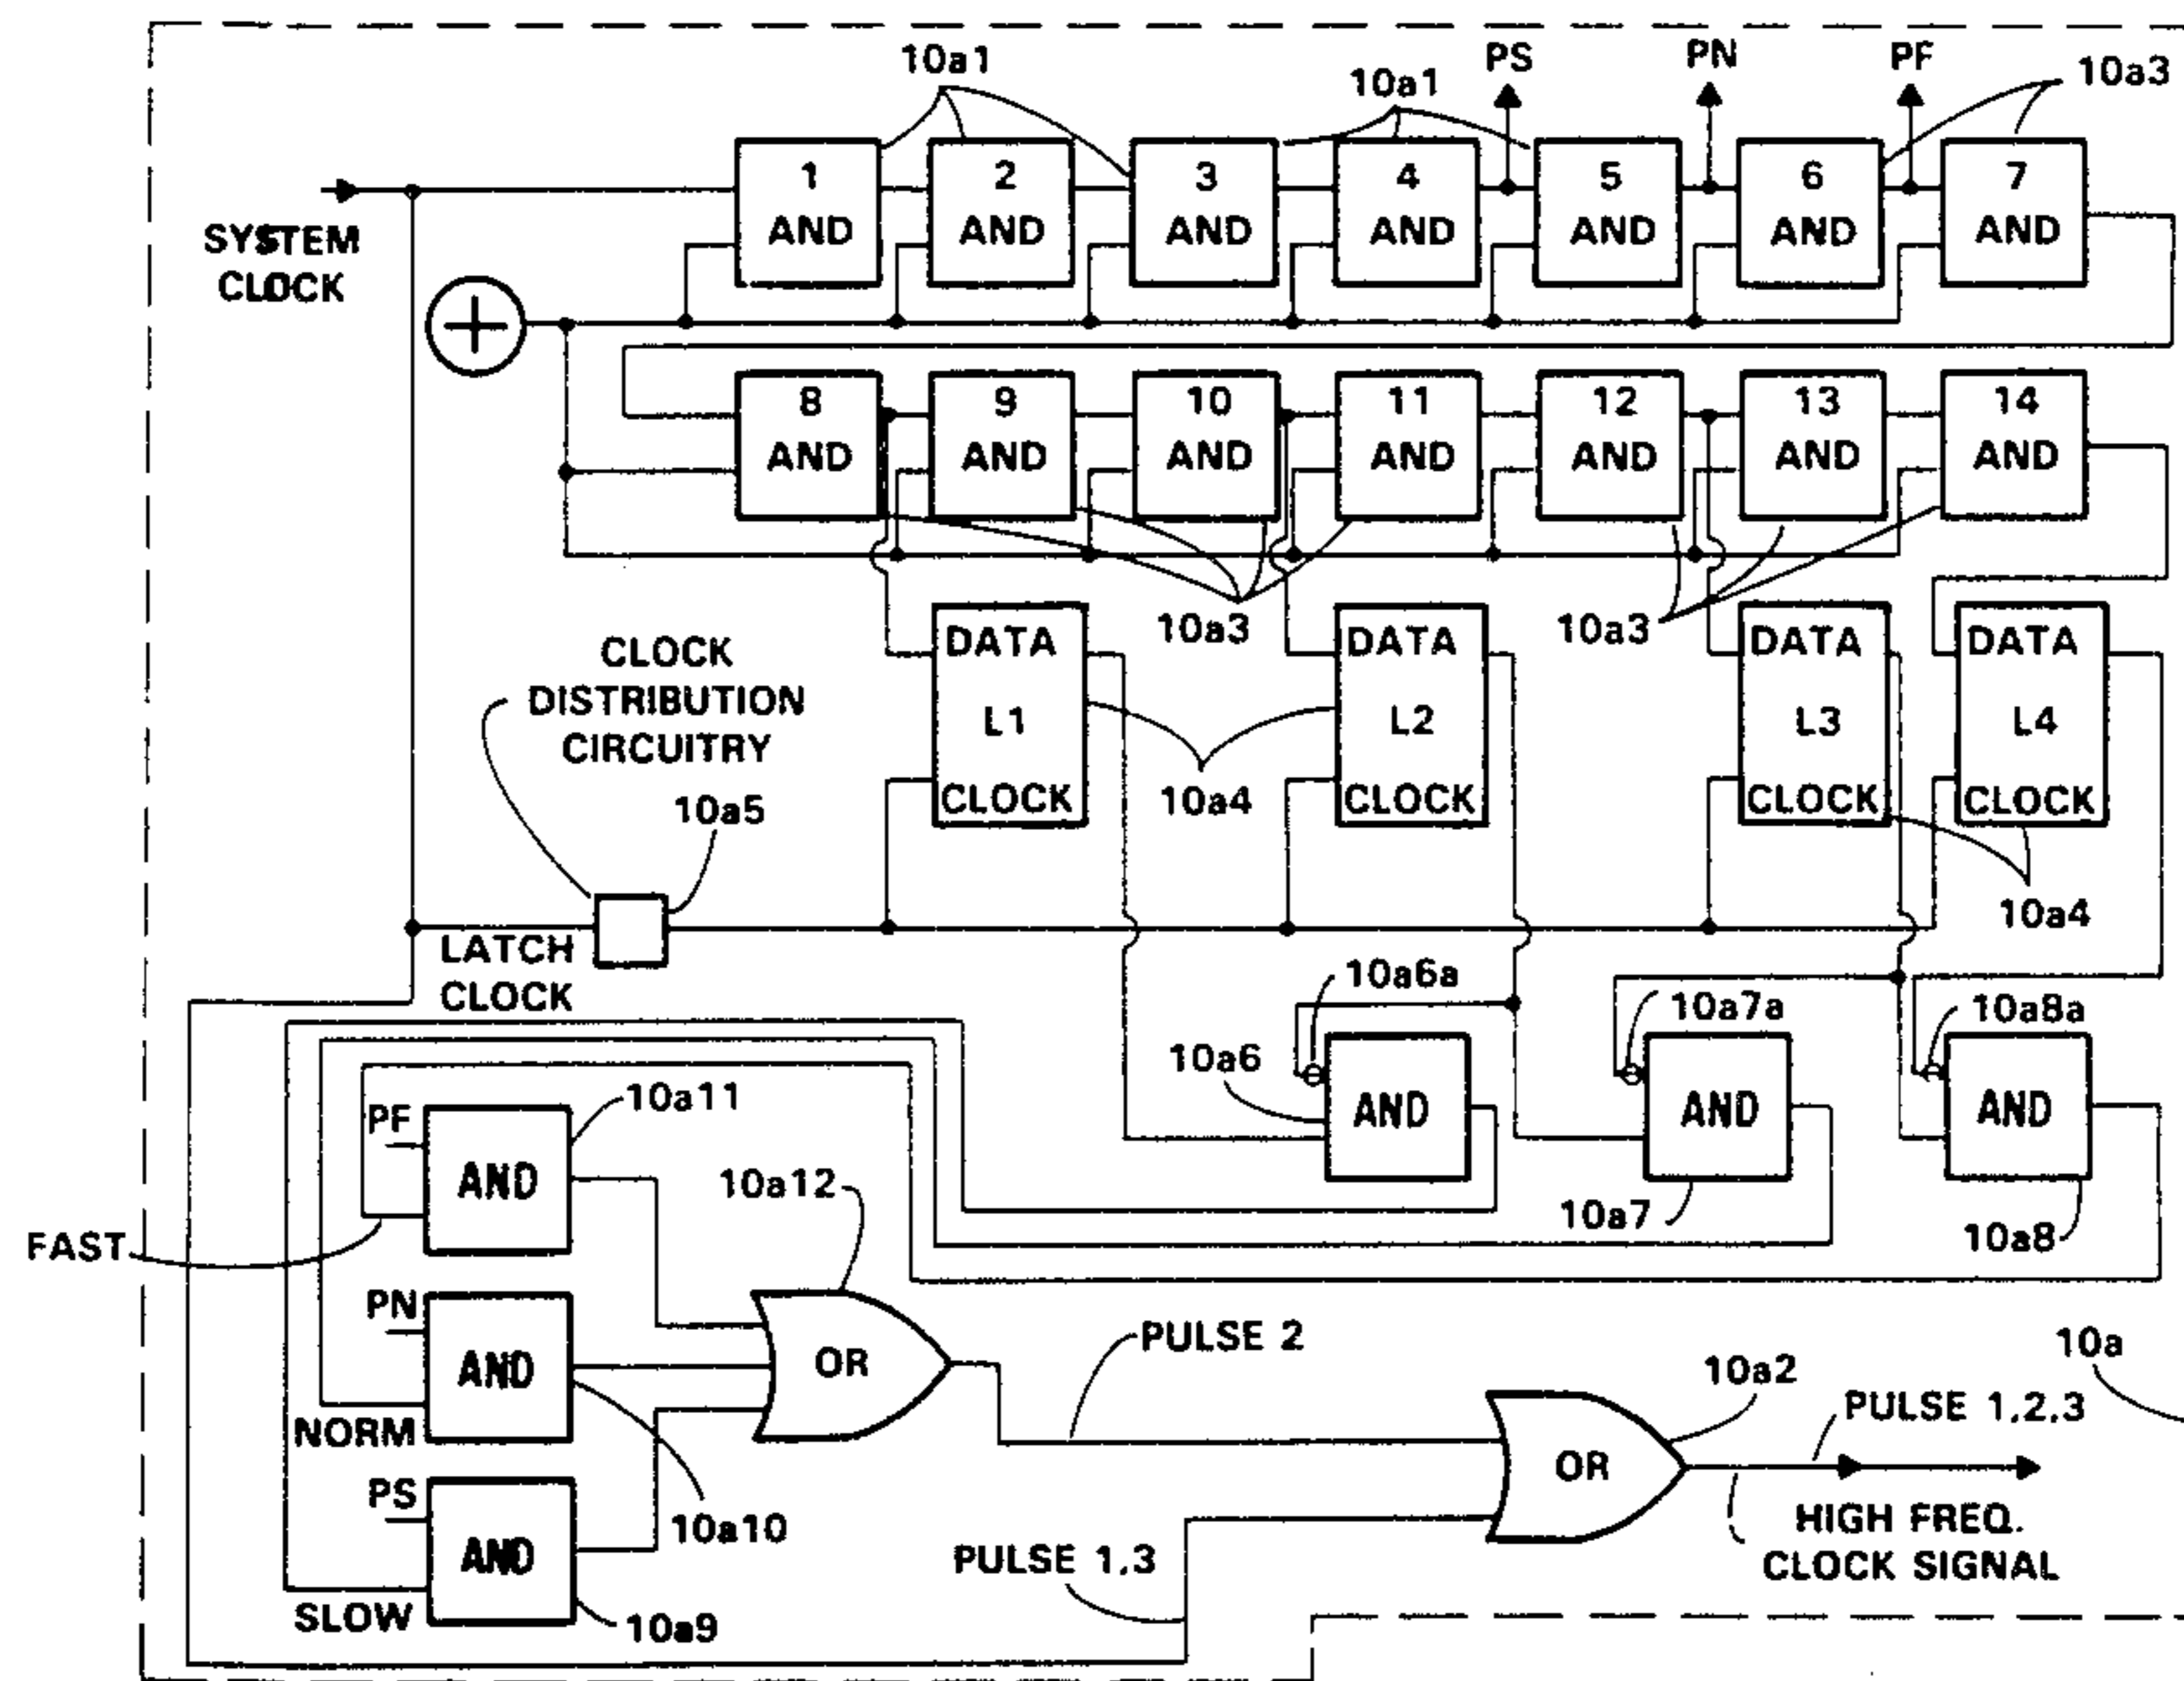 10a1
10a1
PS
PN
PF
10a3
1
AND
2
AND
3
AND
4
AND
5
AND
6
AND
7
AND
SYSTEM
CLOCK
+
8
AND
9
AND
10
AND
11
AND
12
AND
13
AND
14
AND
10a3
10a3
CLOCK
DISTRIBUTION
CIRCUITRY
10a5
DATA
L1
CLOCK
DATA
L2
CLOCK
DATA
L3
CLOCK
DATA
L4
CLOCK
10a4
10a4
LATCH
CLOCK
10a6a
10a7a
10a8a
10a6
AND
AND
AND
10a7
10a8
PF
AND
10a11
FAST
10a12
PN
AND
NORM
OR
PULSE 2
10a
10a2
PULSE 1,2,3
OR
PS
AND
10a10
SLOW
10a9
PULSE 1,3
HIGH FREQ.
CLOCK SIGNAL